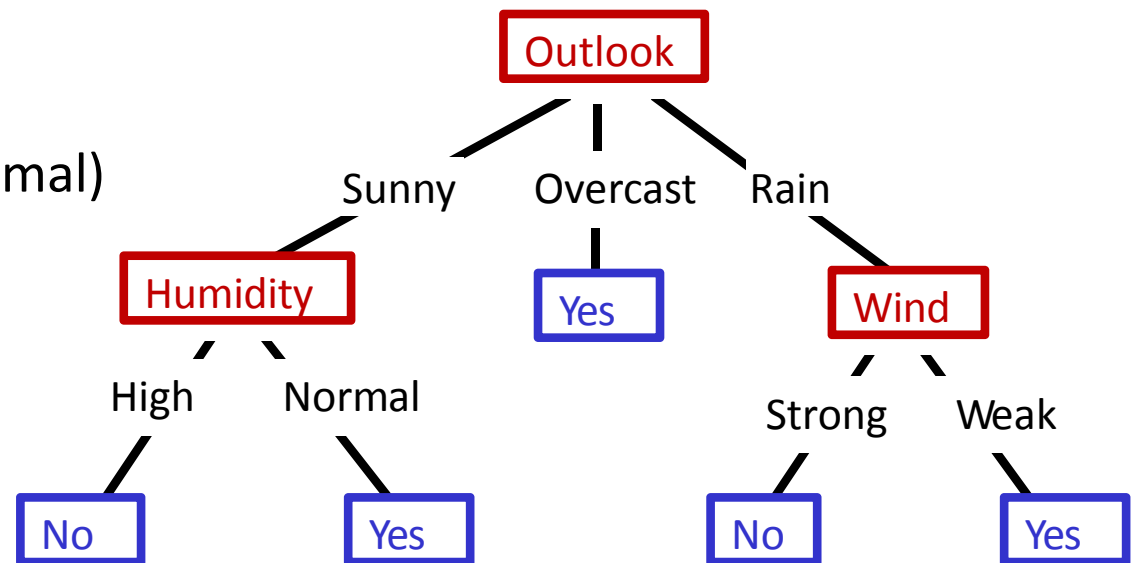 Outlook
mal)
Sunny Overcast Rain
Humidity Yes Wind
High Normal Strong Weak
No Yes No Yes